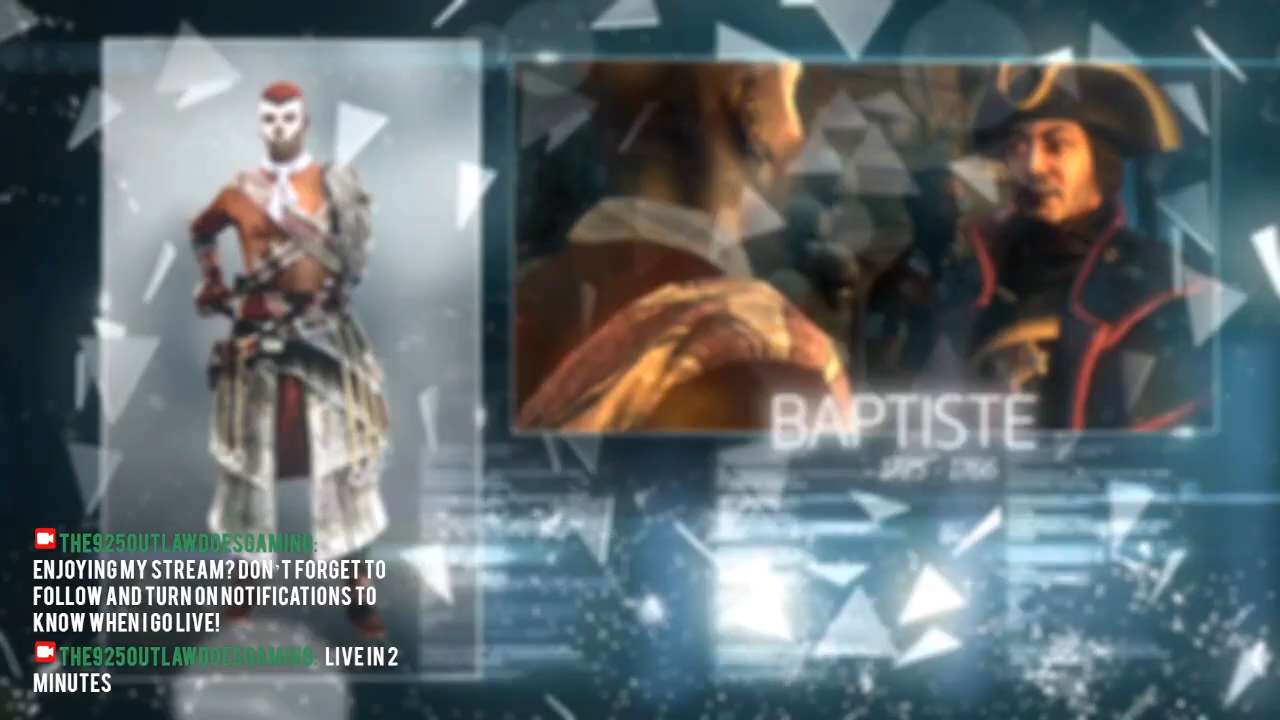 BAPTISTE
THE925OUTLAWDOESGAMING:
ENJOYING MY STREAM? DON'T FORGET TO
FOLLOW AND TURN ON NOTIFICATIONS TO
KNOW WHEN I GO LIVE!
THE925OUTLAWDOESGAMING: LIVE IN 2
MINUTES